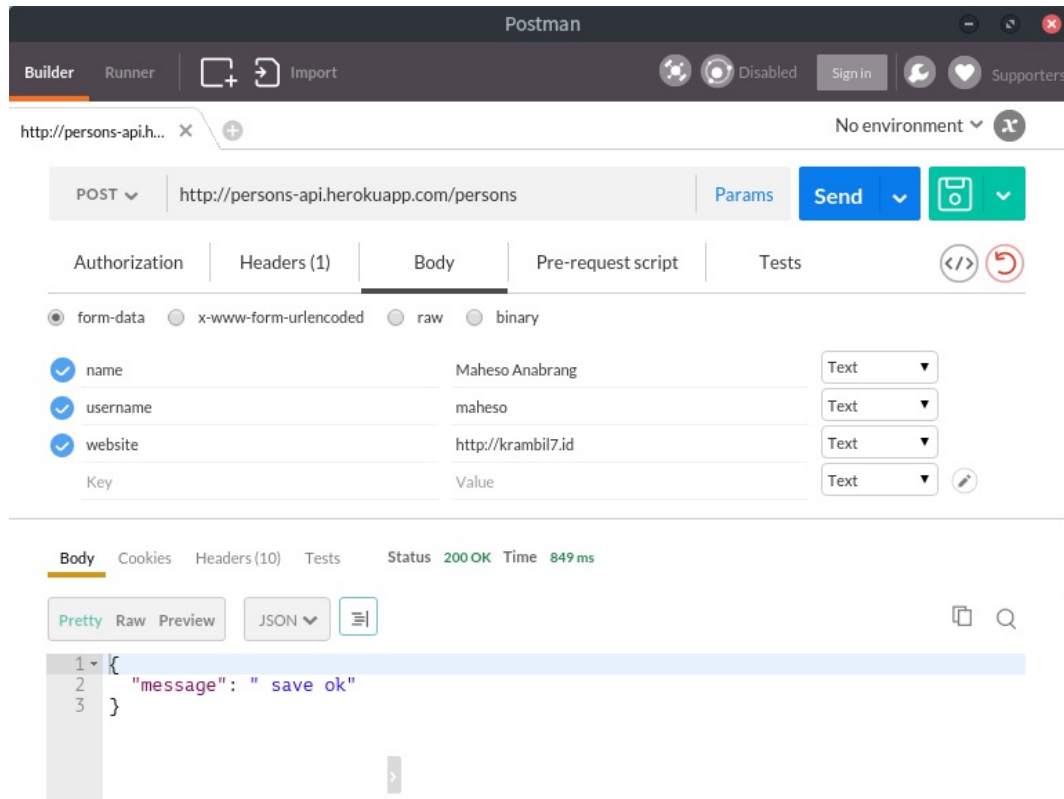 Postman
Builder Runner Import Disabled Sign in Supporters
http://persons-api.h... No environment
POST http://persons-api.herokuapp.com/persons Params Send
Authorization Headers (1) Body Pre-request script Tests
form-data x-www-form-urlencoded raw binary
name Maheso Anabrang Text
username maheso Text
website http://krambil7.id Text
Key Value Text
Body Cookies Headers (10) Tests Status 200 OK Time 849 ms
Pretty Raw Preview JSON
1 {
2 "message": " save ok"
3 }